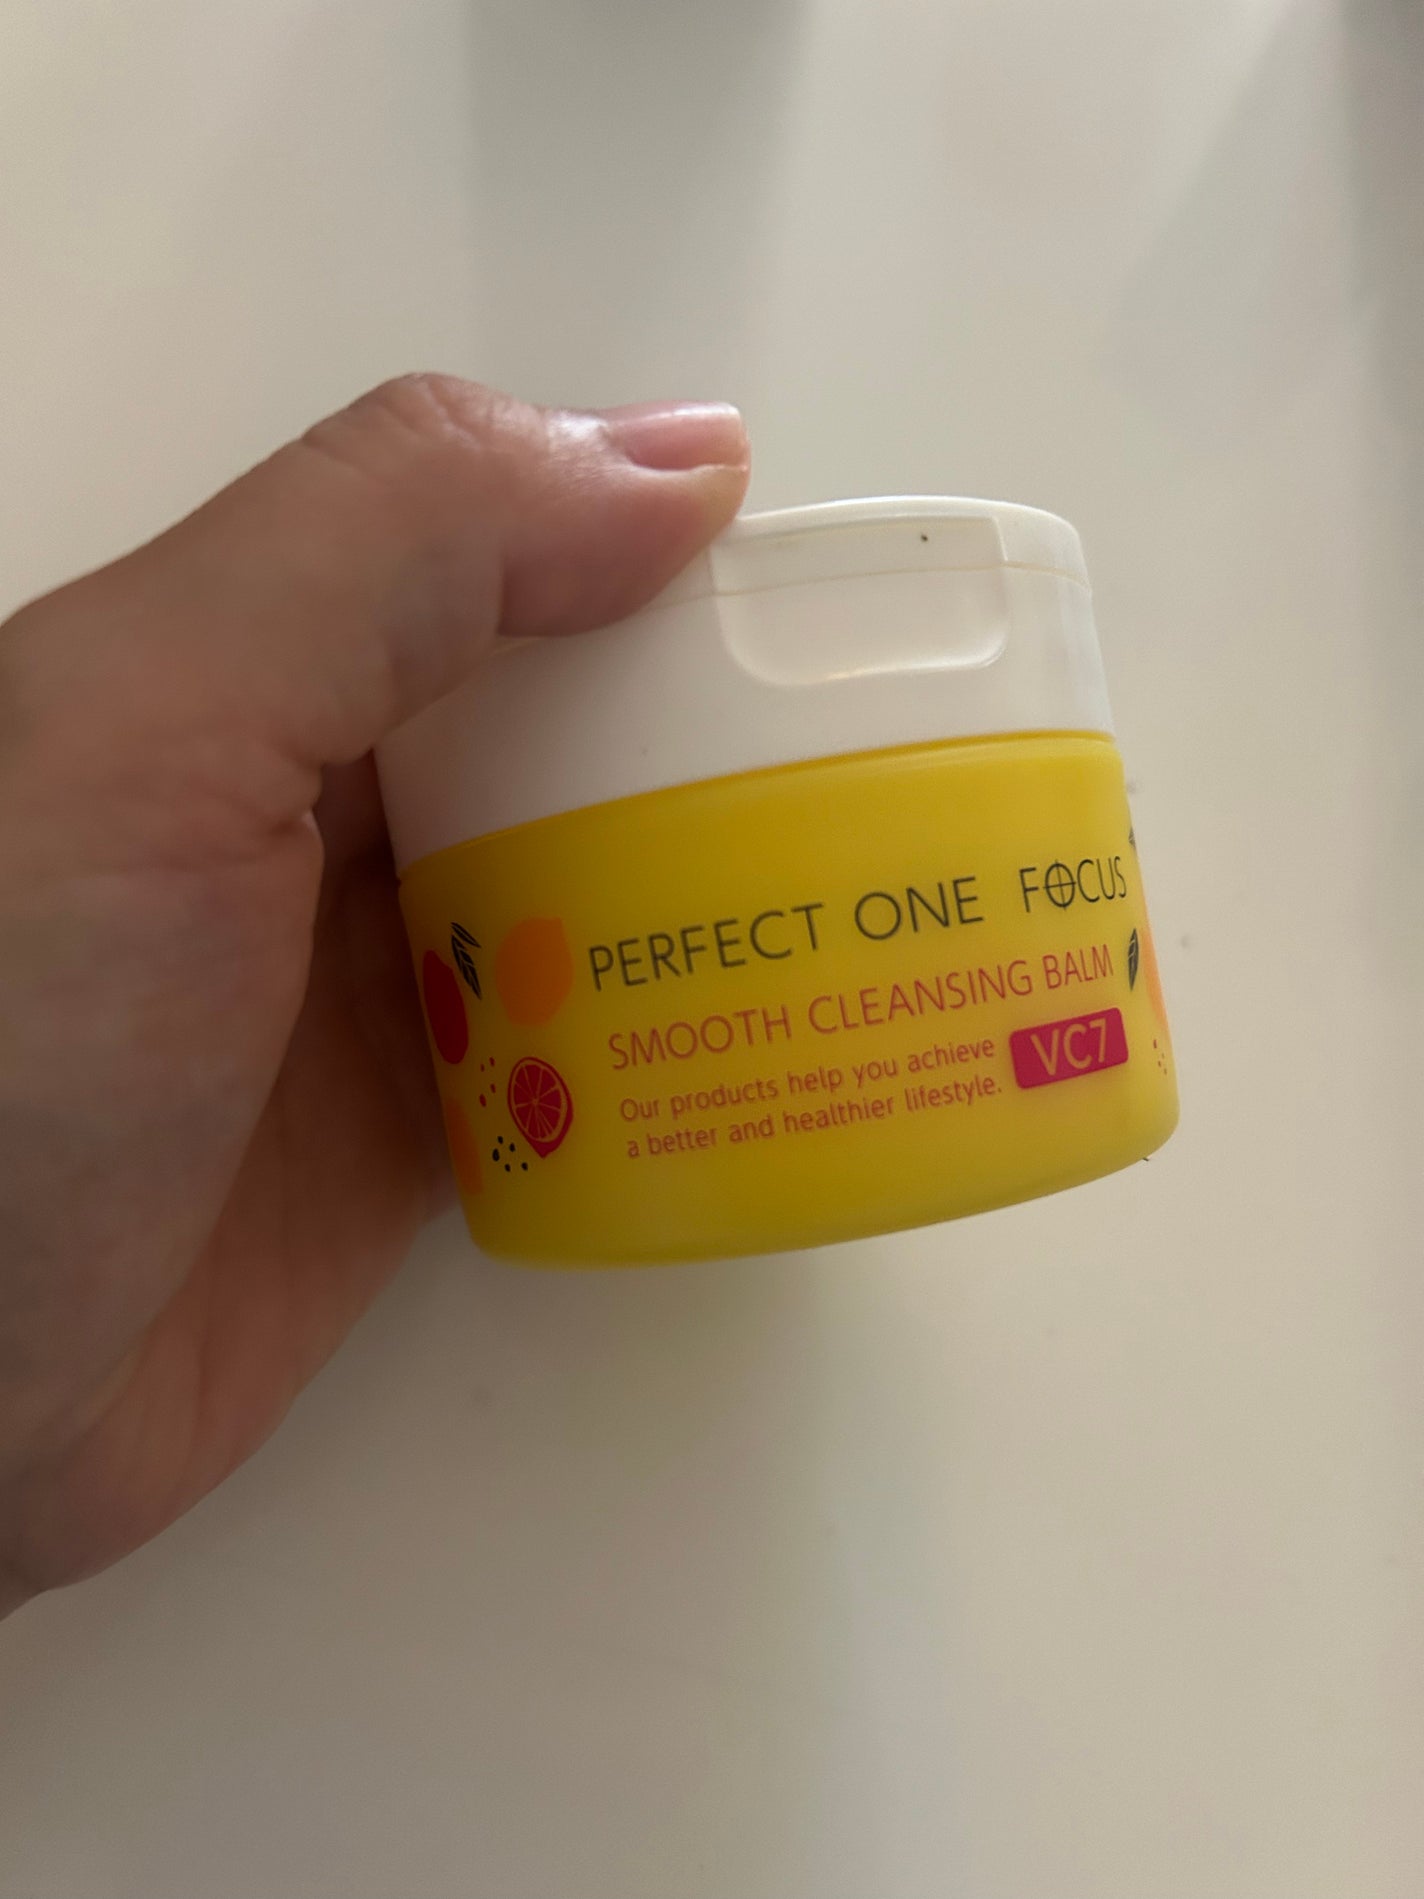 PERFECT ONE FOCUS
SMOOTH CLEANSING BALM
Our products help you achieve
a better and healthier lifestyle.
VC7